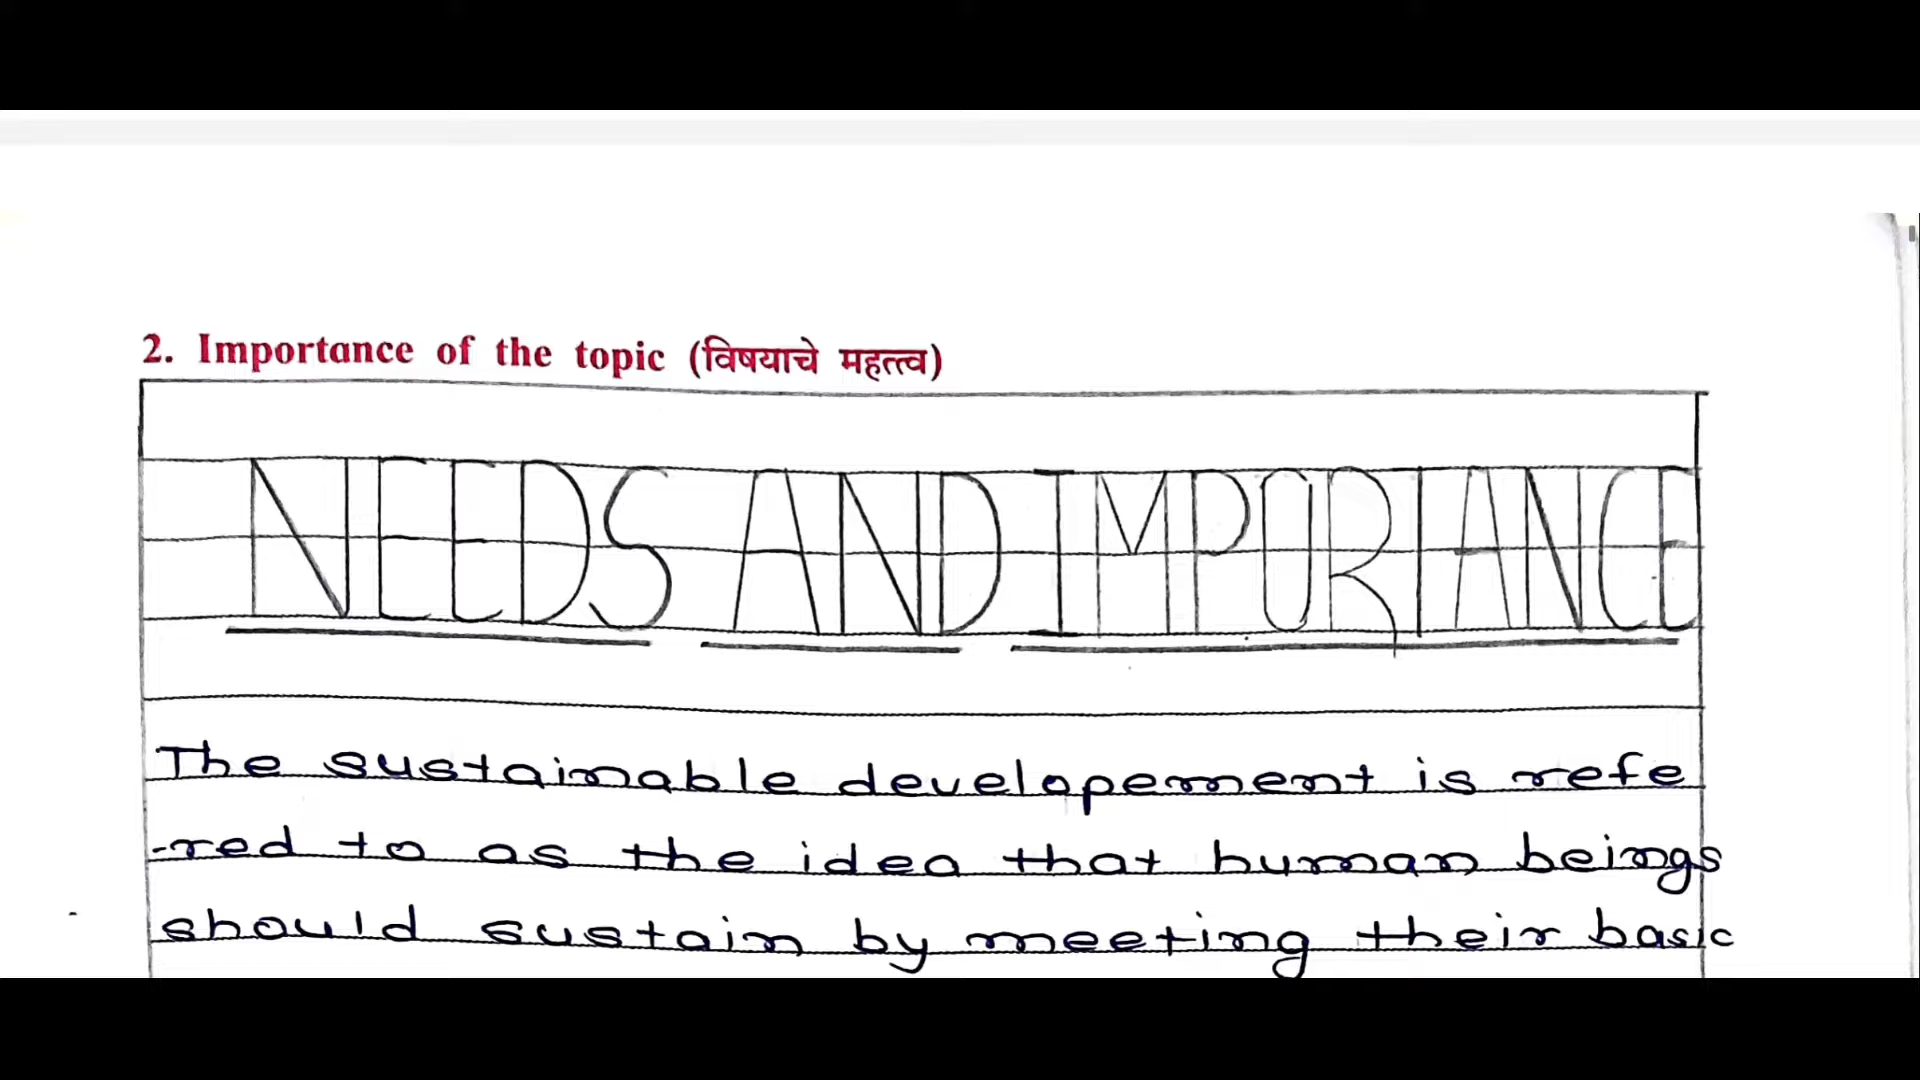 2. Importance of the topic (विषयाचे महत्त्व)
NEEDS AND IMPORTANCE
The sustainable developement is refe
-red to as the idea that human beings
should sustain by meeting their basic